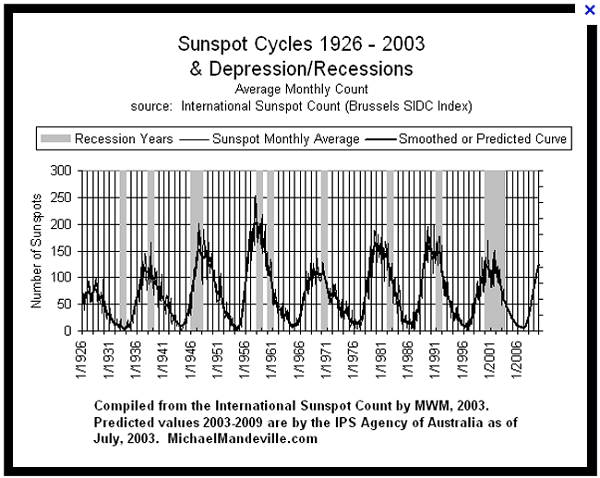 Sunspot Cycles 1926 - 2003
& Depression/Recessions
Average Monthly Count
source: International Sunspot Count (Brussels SIDC Index)
Recession Years Sunspot Monthly Average Smoothed or Predicted Curve
Number of Sunspots
300
250
200
150
100
50
0
1/1926
1/1931
1/1936
1/1941
1/1946
1/1951
1/1956
1/1961
1/1966
1/1971
1/1976
1/1981
1/1986
1/1991
1/1996
1/2001
1/2006
Compiled from the International Sunspot Count by MWM, 2003.
Predicted values 2003-2009 are by the IPS Agency of Australia as of
July, 2003. MichaelMandeville.com